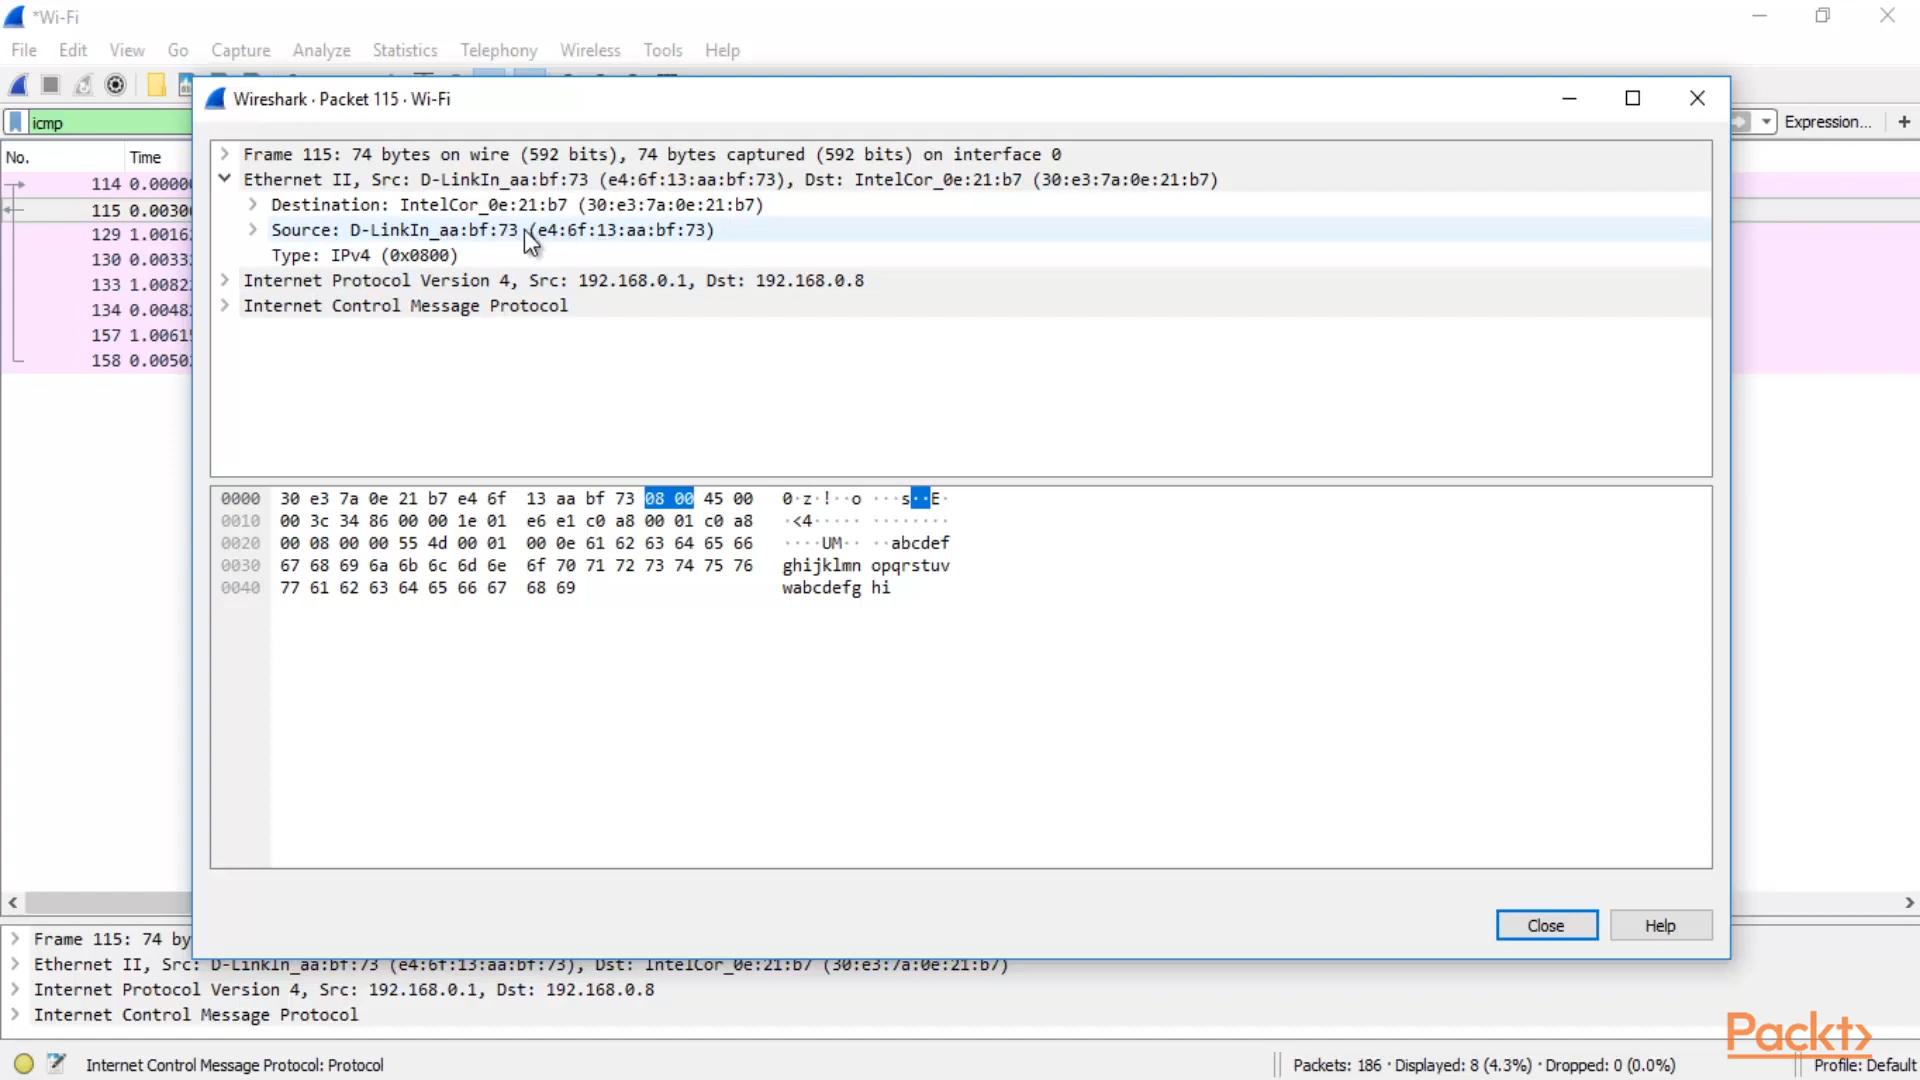 *Wi-Fi
File Edit View Go Capture Analyze Statistics Telephony Wireless Tools Help
Wireshark · Packet 115 · Wi-Fi
icmp
Expression... +
No. Time
114 0.0000
115 0.0030
129 1.0016
130 0.0033
133 1.0082
134 0.0048
157 1.0061
158 0.0050
Frame 115: 74 bytes on wire (592 bits), 74 bytes captured (592 bits) on interface 0
Ethernet II, Src: D-LinkIn_aa:bf:73 (e4:6f:13:aa:bf:73), Dst: IntelCor_0e:21:b7 (30:e3:7a:0e:21:b7)
Destination: IntelCor_0e:21:b7 (30:e3:7a:0e:21:b7)
Source: D-LinkIn_aa:bf:73 (e4:6f:13:aa:bf:73)
Type: IPv4 (0x0800)
Internet Protocol Version 4, Src: 192.168.0.1, Dst: 192.168.0.8
Internet Control Message Protocol
0000 30 e3 7a 0e 21 b7 e4 6f 13 aa bf 73 08 00 45 00 0·z·!··o ···s··E·
0010 00 3c 34 86 00 00 1e 01 e6 e1 c0 a8 00 01 c0 a8 ·<4····· ········
0020 00 08 00 00 55 4d 00 01 00 0e 61 62 63 64 65 66 ····UM·· ··abcdef
0030 67 68 69 6a 6b 6c 6d 6e 6f 70 71 72 73 74 75 76 ghijklmn opqrstuv
0040 77 61 62 63 64 65 66 67 68 69 wabcdefg hi
Close Help
Frame 115: 74 by
Ethernet II, Src: D-LinkIn_aa:bf:73 (e4:6f:13:aa:bf:73), Dst: IntelCor_0e:21:b7 (30:e3:7a:0e:21:b7)
Internet Protocol Version 4, Src: 192.168.0.1, Dst: 192.168.0.8
Internet Control Message Protocol
Packt>
Internet Control Message Protocol: Protocol
Packets: 186 · Displayed: 8 (4.3%) · Dropped: 0 (0.0%)
Profile: Default